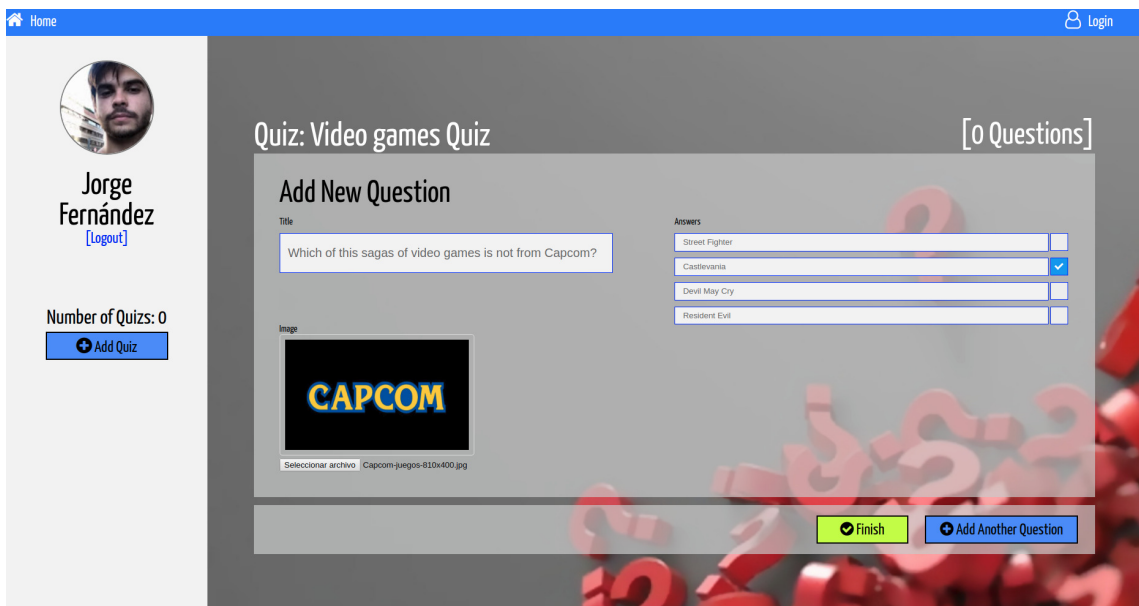 Home
Login
Jorge
Fernández
[Logout]
Number of Quizs: 0
Add Quiz
Quiz: Video games Quiz
[0 Questions]
Add New Question
Title
Which of this sagas of video games is not from Capcom?
Image
CAPCOM
Seleccionar archivo Capcom-juegos-810x400.jpg
Answers
Street Fighter
Castlevania
Devil May Cry
Resident Evil
Finish
Add Another Question